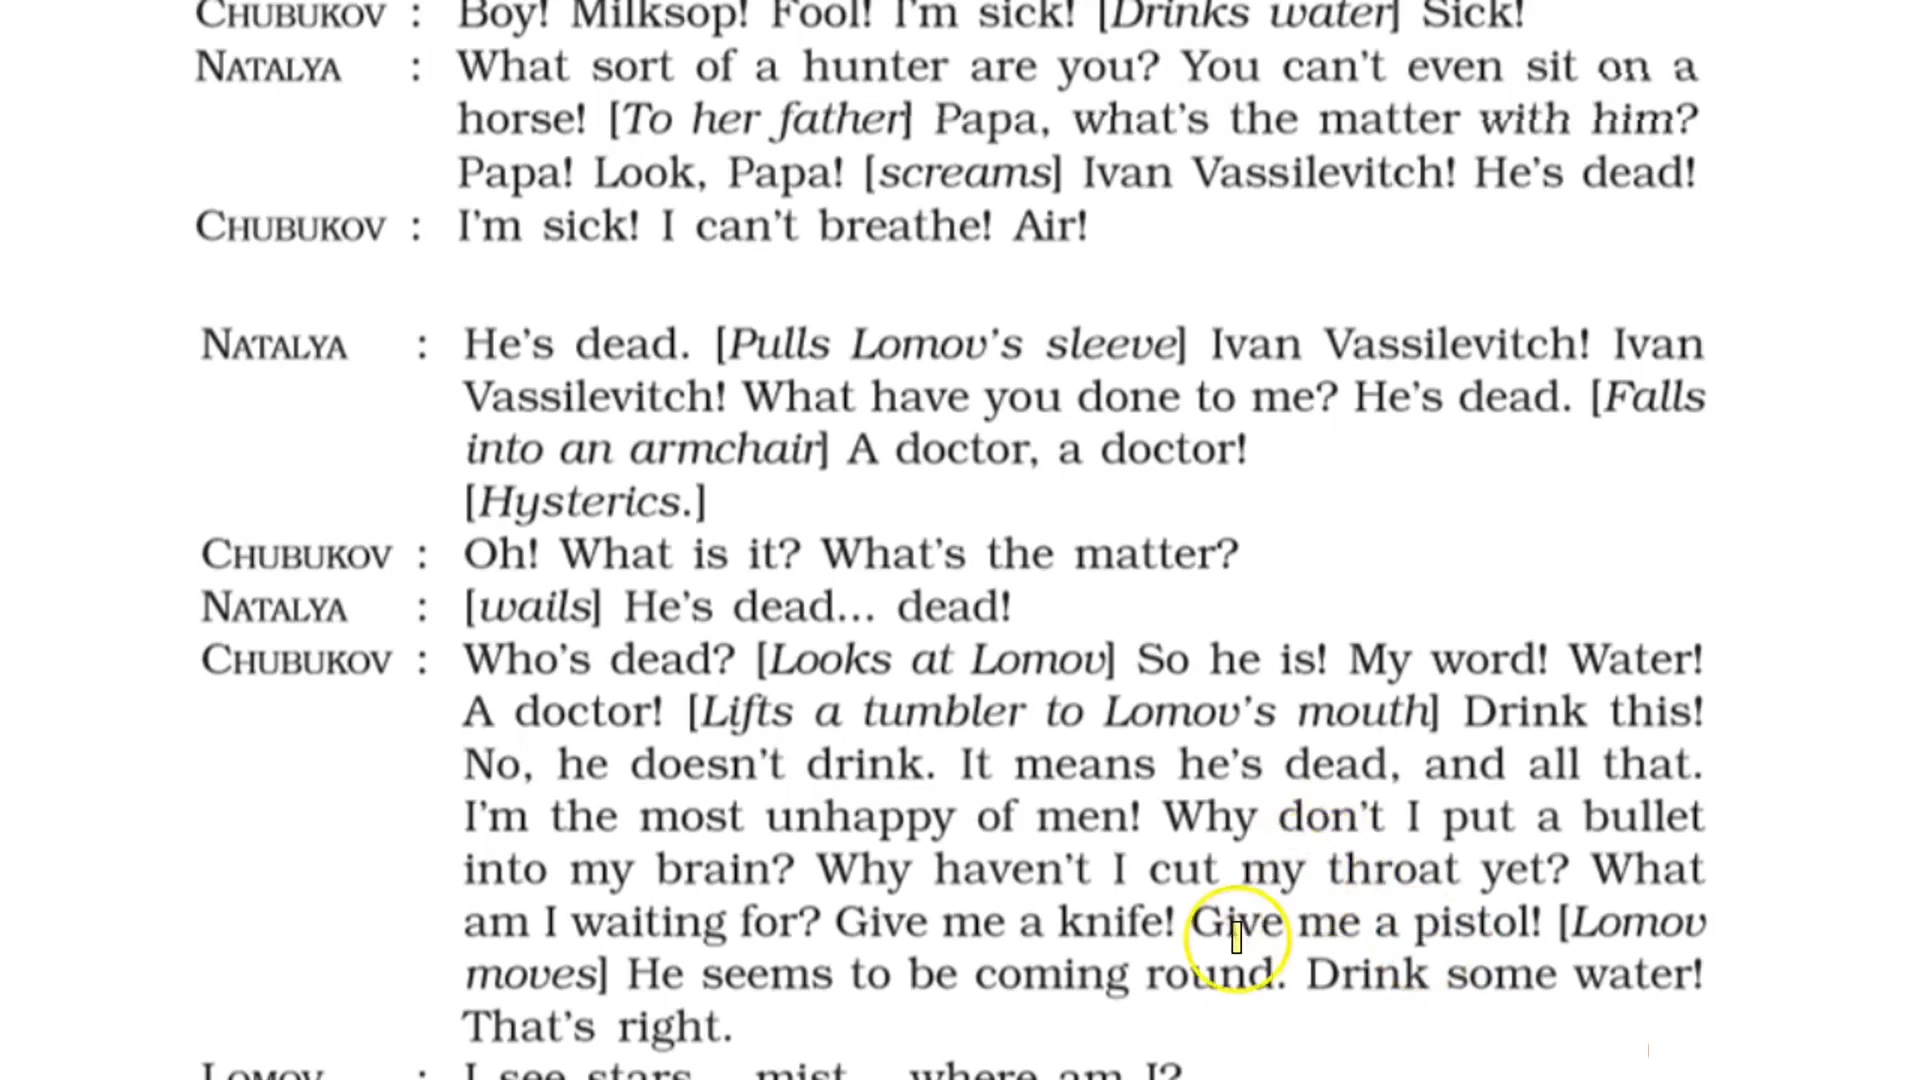 CHUBUKOV : Boy! Milksop! Fool! I'm sick! [Drinks water] Sick!
NATALYA : What sort of a hunter are you? You can't even sit on a
horse! [To her father] Papa, what's the matter with him?
Papa! Look, Papa! [screams] Ivan Vassilevitch! He's dead!
CHUBUKOV : I'm sick! I can't breathe! Air!
NATALYA : He's dead. [Pulls Lomov's sleeve] Ivan Vassilevitch! Ivan
Vassilevitch! What have you done to me? He's dead. [Falls
into an armchair] A doctor, a doctor!
[Hysterics.]
CHUBUKOV : Oh! What is it? What's the matter?
NATALYA : [wails] He's dead... dead!
CHUBUKOV : Who's dead? [Looks at Lomov] So he is! My word! Water!
A doctor! [Lifts a tumbler to Lomov's mouth] Drink this!
No, he doesn't drink. It means he's dead, and all that.
I'm the most unhappy of men! Why don't I put a bullet
into my brain? Why haven't I cut my throat yet? What
am I waiting for? Give me a knife! Give me a pistol! [Lomov
moves] He seems to be coming round. Drink some water!
That's right.
LOMOV : I see stars... mist... where am I?